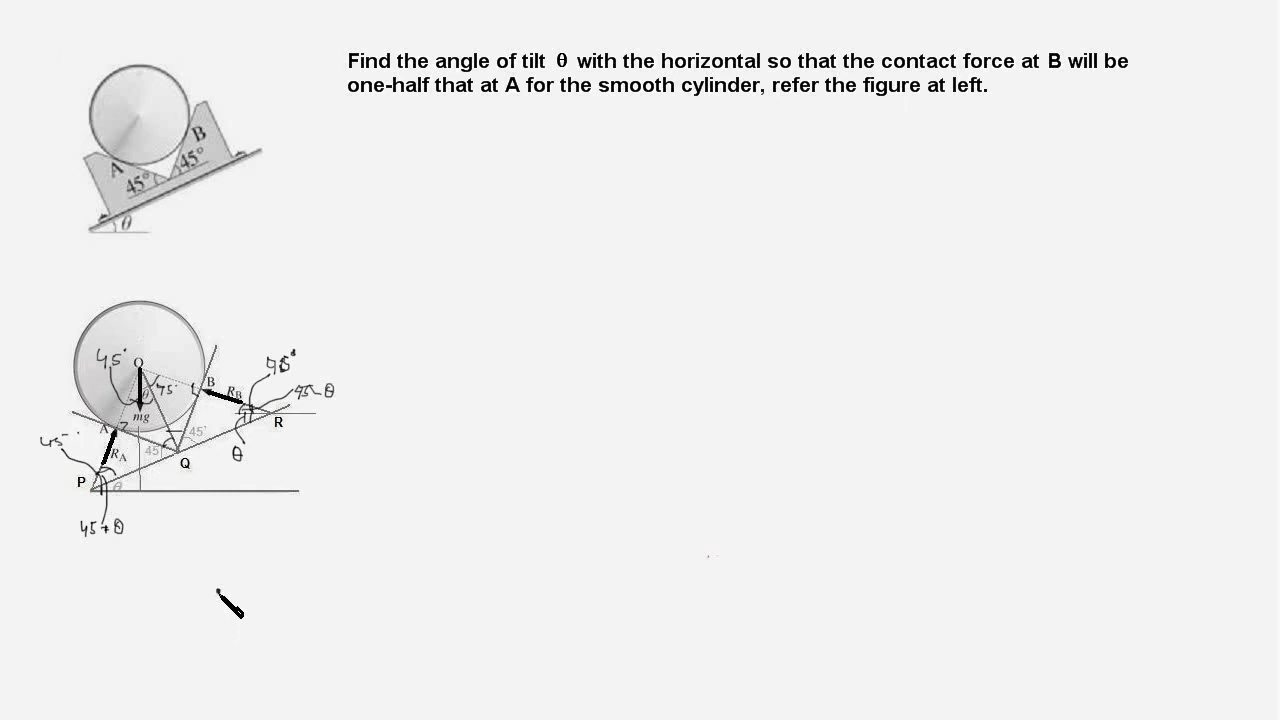 Find the angle of tilt θ with the horizontal so that the contact force at B will be
one-half that at A for the smooth cylinder, refer the figure at left.
B
A
45°
45°
θ
45°
45°
O
45°
B
R_B
45-θ
θ
mg
R
A
45°
R_A
45
45°
Q
θ
P
θ
45+θ